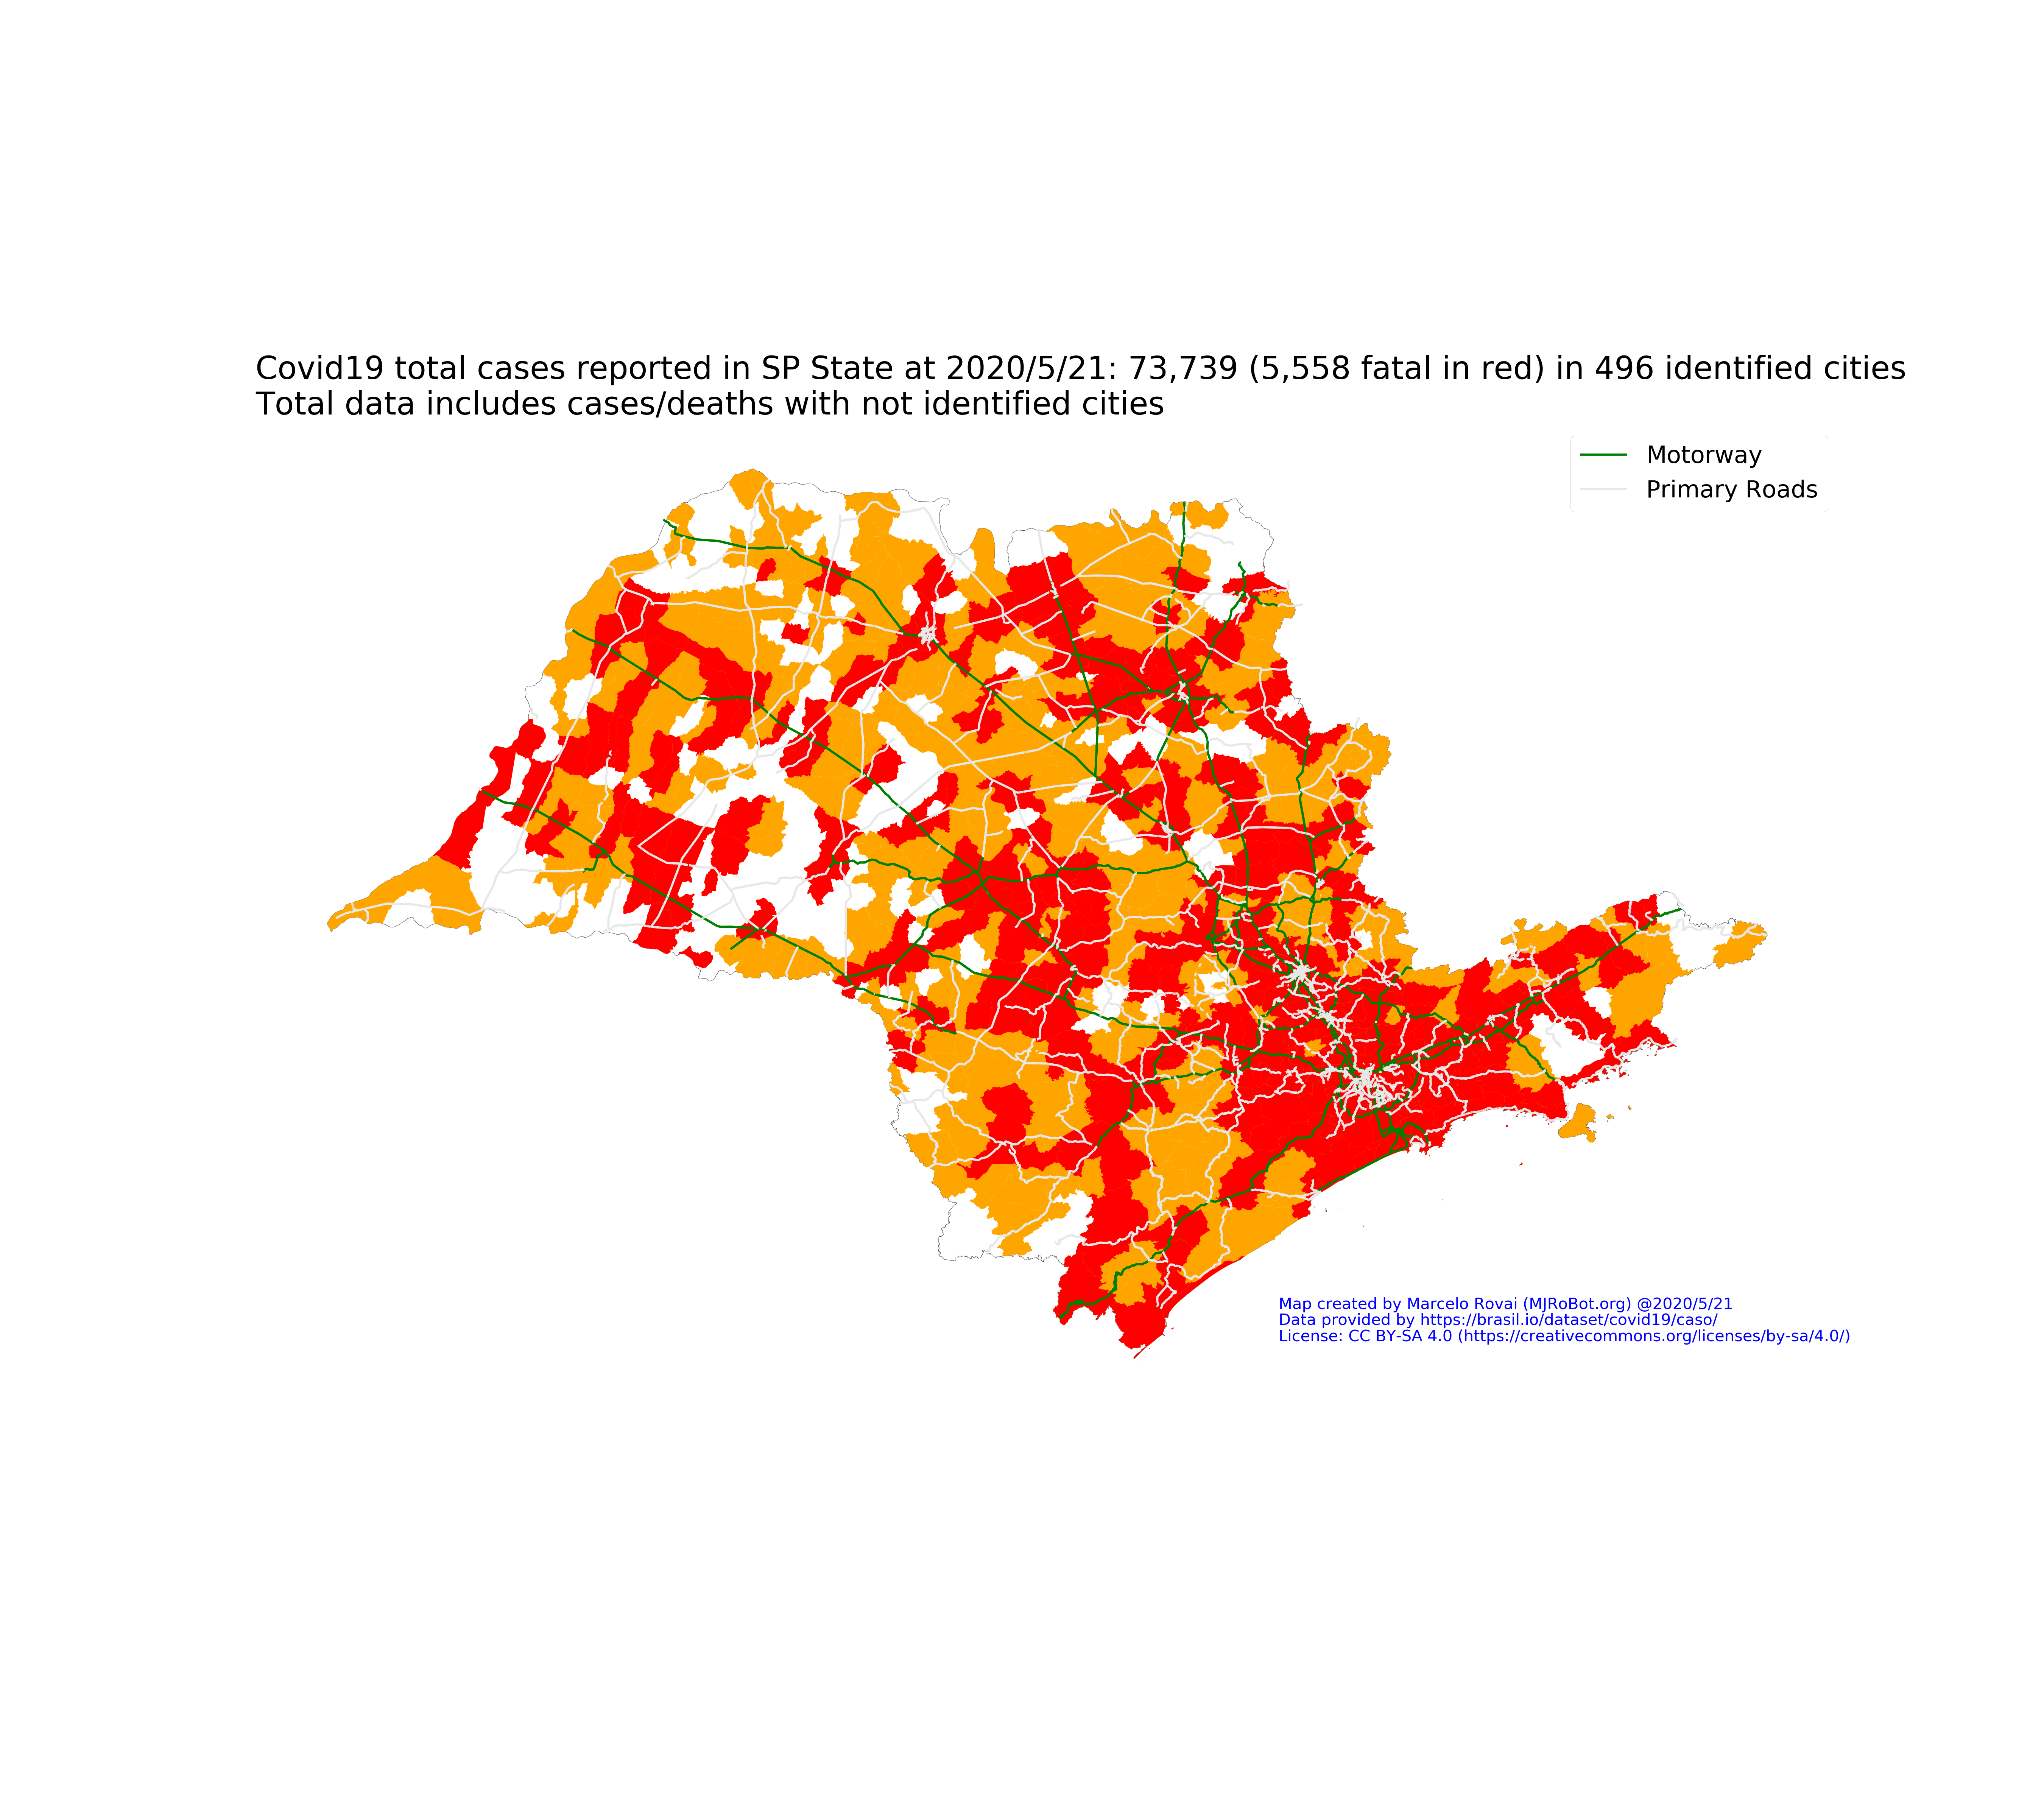 Covid19 total cases reported in SP State at 2020/5/21: 73,739 (5,558 fatal in red) in 496 identified cities
Total data includes cases/deaths with not identified cities
Motorway
Primary Roads
Map created by Marcelo Rovai (MJRoBot.org) @2020/5/21
Data provided by https://brasil.io/dataset/covid19/caso/
License: CC BY-SA 4.0 (https://creativecommons.org/licenses/by-sa/4.0/)